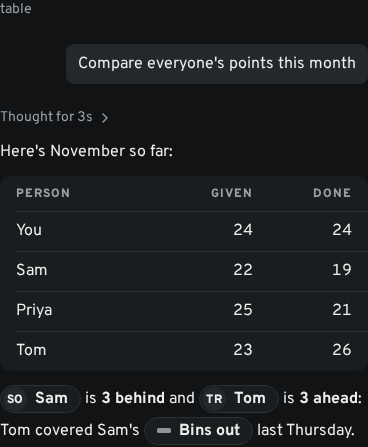 table
Compare everyone's points this month
Thought for 3s
Here's November so far:
PERSON GIVEN DONE
You 24 24
Sam 22 19
Priya 25 21
Tom 23 26
SO Sam is 3 behind and TR Tom is 3 ahead:
Tom covered Sam's Bins out last Thursday.